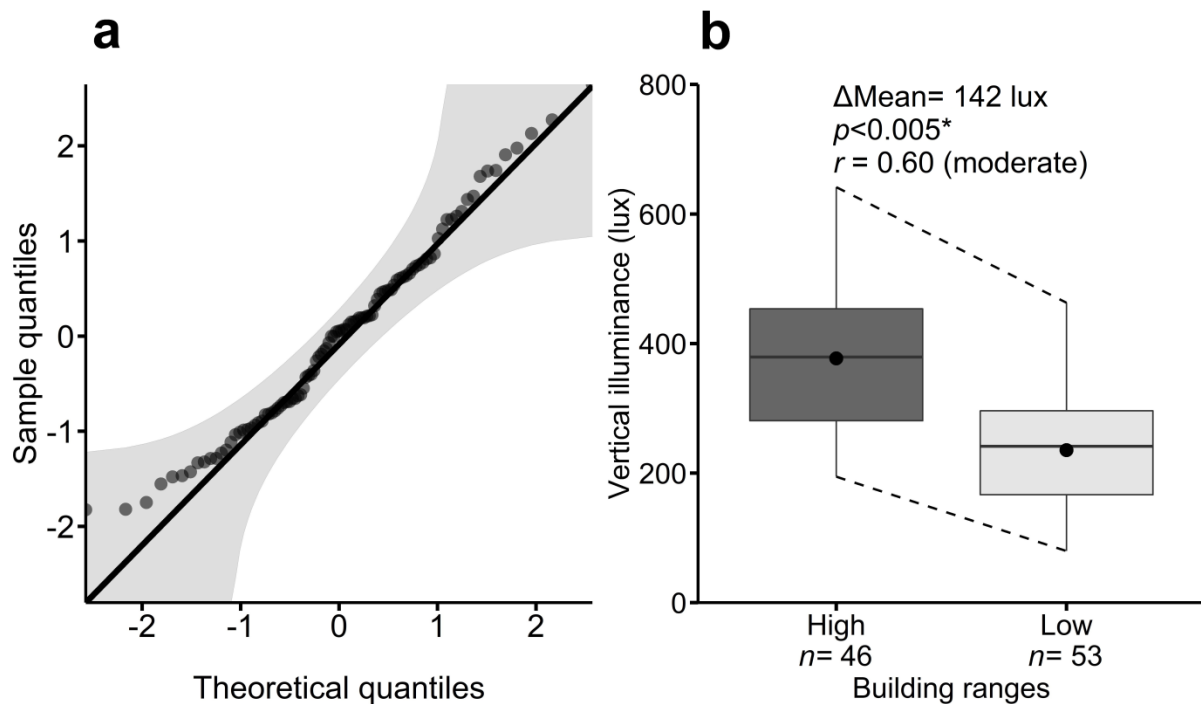 a
Sample quantiles
2
1
0
-1
-2
-2
-1
0
1
2
Theoretical quantiles
b
Vertical illuminance (lux)
800
600
400
200
0
ΔMean= 142 lux
p<0.005*
r = 0.60 (moderate)
High
n= 46
Low
n= 53
Building ranges